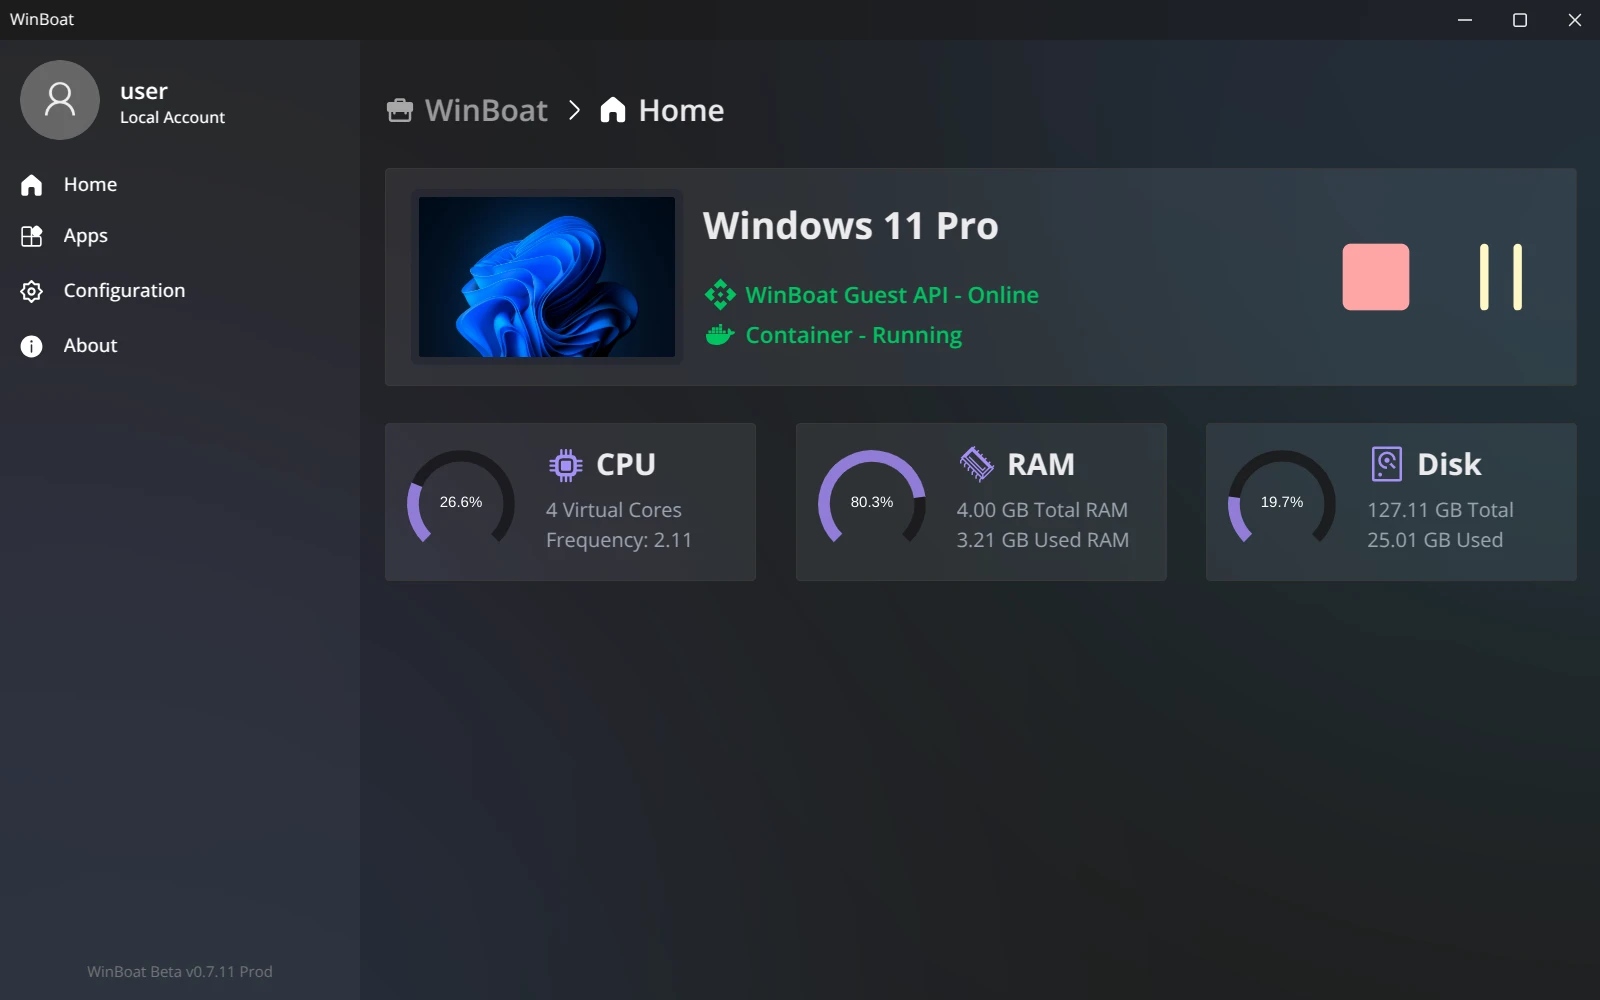 WinBoat
user
Local Account
Home
Apps
Configuration
About
WinBoat Beta v0.7.11 Prod
WinBoat > Home
Windows 11 Pro
WinBoat Guest API - Online
Container - Running
26.6%
CPU
4 Virtual Cores
Frequency: 2.11
80.3%
RAM
4.00 GB Total RAM
3.21 GB Used RAM
19.7%
Disk
127.11 GB Total
25.01 GB Used